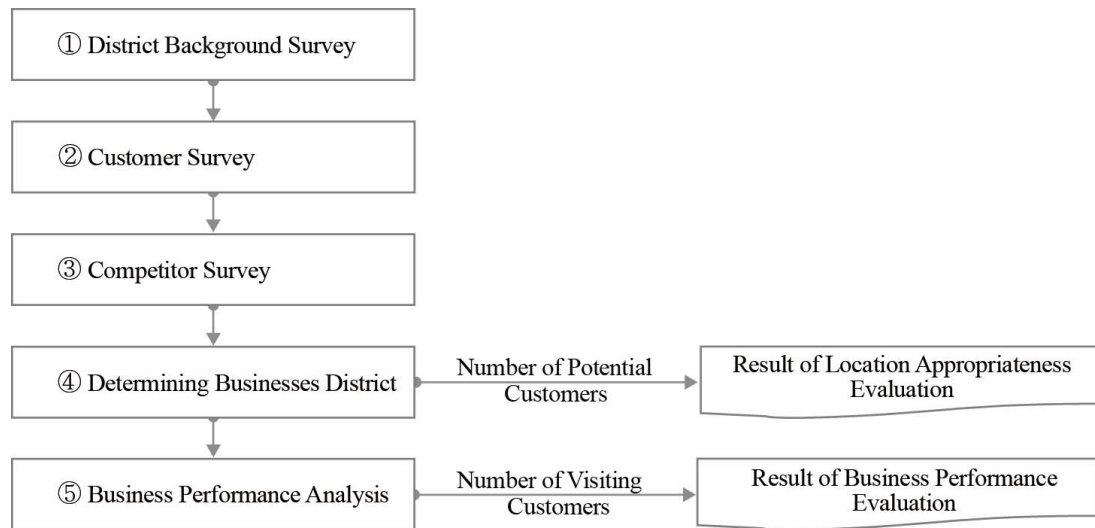 ① District Background Survey
② Customer Survey
③ Competitor Survey
④ Determining Businesses District
Number of Potential
Customers
Result of Location Appropriateness
Evaluation
⑤ Business Performance Analysis
Number of Visiting
Customers
Result of Business Performance
Evaluation